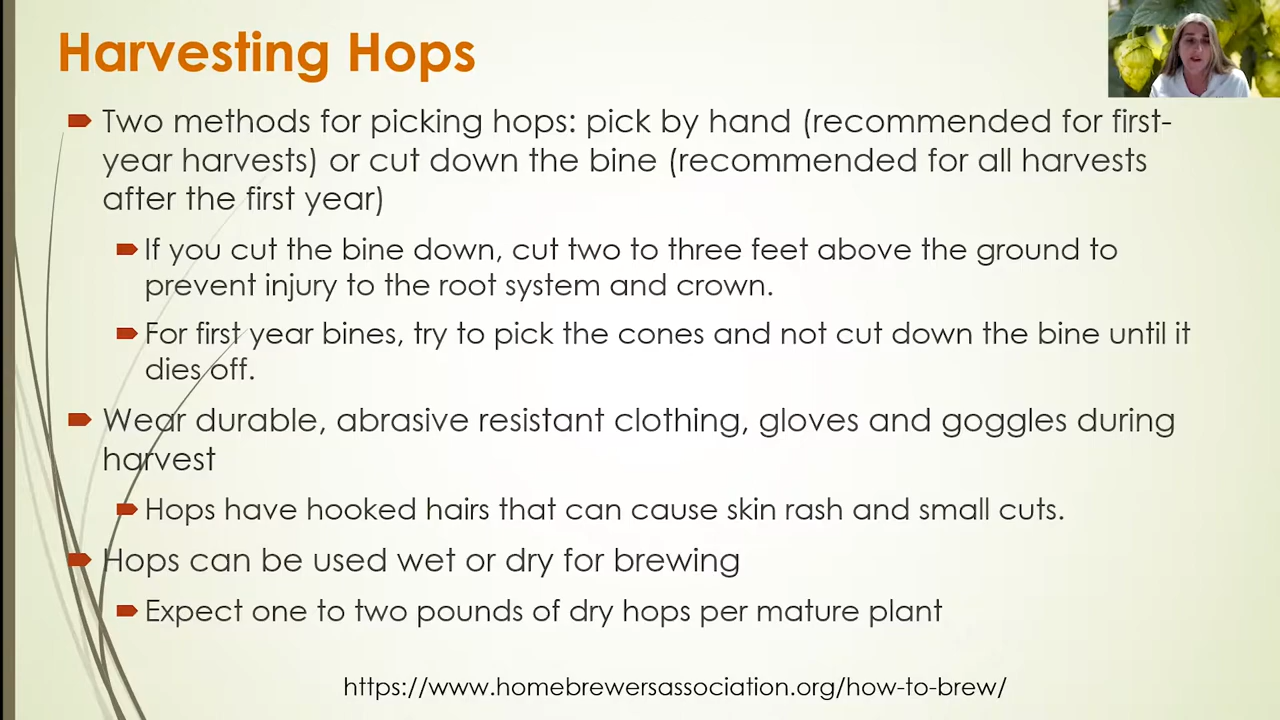 Harvesting Hops
Two methods for picking hops: pick by hand (recommended for first-
year harvests) or cut down the bine (recommended for all harvests
after the first year)
If you cut the bine down, cut two to three feet above the ground to
prevent injury to the root system and crown.
For first year bines, try to pick the cones and not cut down the bine until it
dies off.
Wear durable, abrasive resistant clothing, gloves and goggles during
harvest
Hops have hooked hairs that can cause skin rash and small cuts.
Hops can be used wet or dry for brewing
Expect one to two pounds of dry hops per mature plant
https://www.homebrewersassociation.org/how-to-brew/